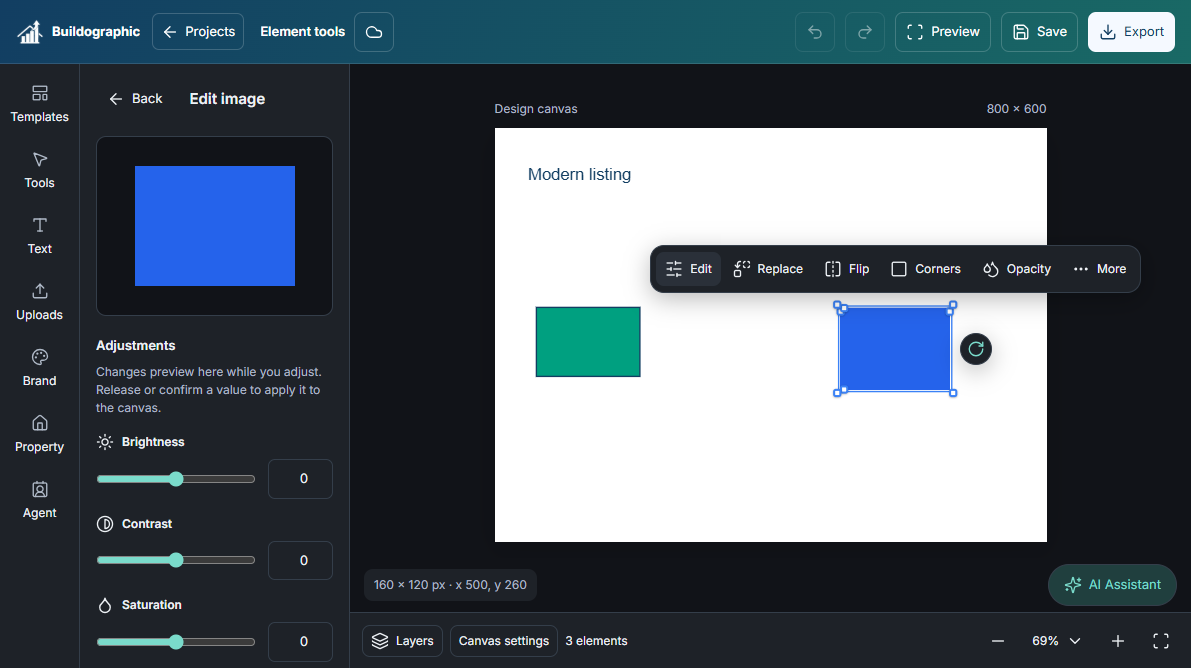 Buildographic
Projects
Element tools
Preview
Save
Export
Templates
Tools
Text
Uploads
Brand
Property
Agent
Back
Edit image
Adjustments
Changes preview here while you adjust.
Release or confirm a value to apply it to
the canvas.
Brightness
0
Contrast
0
Saturation
0
Design canvas
800 × 600
Modern listing
Edit
Replace
Flip
Corners
Opacity
More
160 × 120 px · x 500, y 260
AI Assistant
Layers
Canvas settings
3 elements
69%